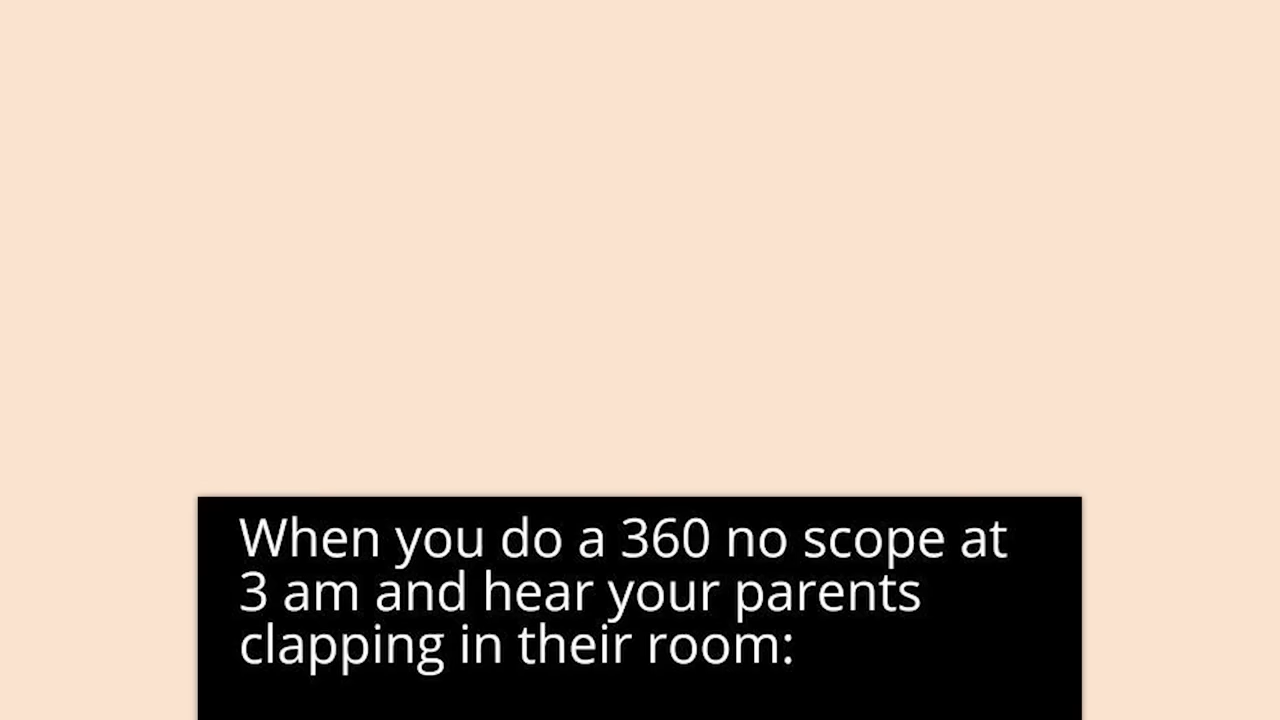 When you do a 360 no scope at
3 am and hear your parents
clapping in their room: